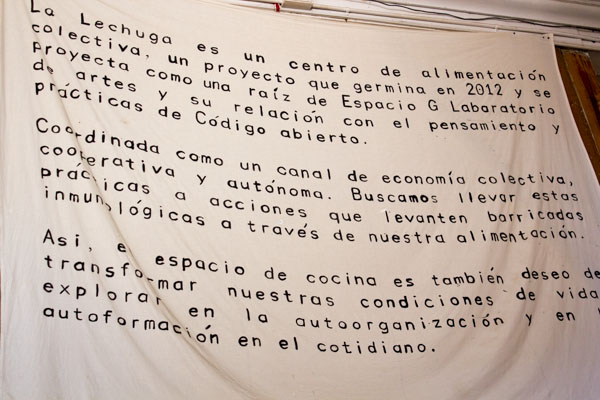 La Lechuga es un centro de alimentación
colectiva, un proyecto que germina en 2012 y se
proyecta como una raíz de Espacio G Labaratorio
de artes y su relación con el pensamiento y
prácticas de Código abierto.
Coordinada como un canal de economía colectiva,
cooperativa y autónoma. Buscamos llevar estas
prácticas a acciones que levanten barricadas
inmunológicas a través de nuestra alimentación.
Asi, e espacio de cocina es también deseo de
transformar nuestras condiciones de vida
explorar en la autoorganización y en l
autoformación en el cotidiano.